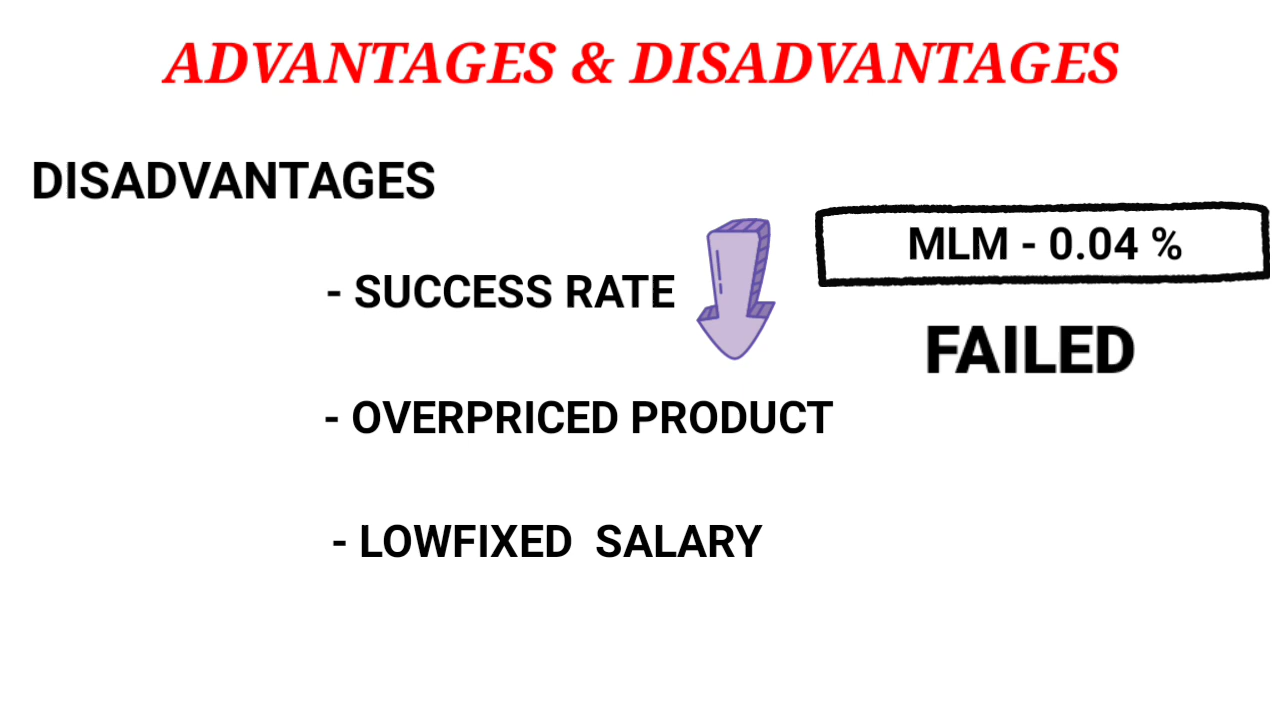 ADVANTAGES & DISADVANTAGES
DISADVANTAGES
MLM - 0.04 %
- SUCCESS RATE
FAILED
- OVERPRICED PRODUCT
- LOWFIXED SALARY